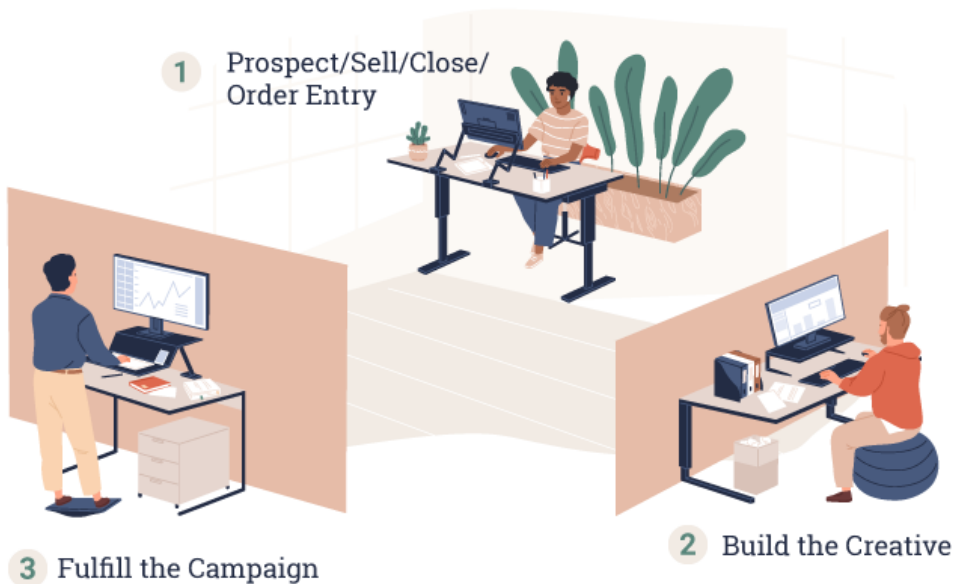 1 Prospect/Sell/Close/
Order Entry
2 Build the Creative
3 Fulfill the Campaign